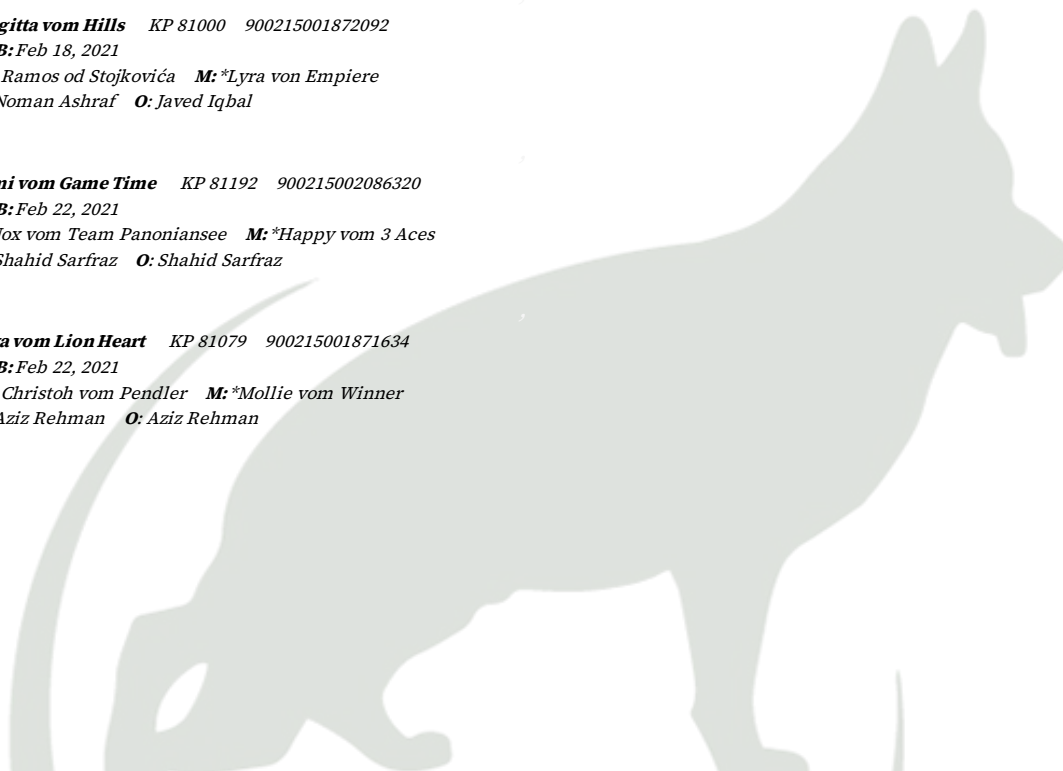 gitta vom Hills KP 81000 900215001872092
B: Feb 18, 2021
Ramos od Stojkovića M: *Lyra von Empiere
Noman Ashraf O: Javed Iqbal
ni vom Game Time KP 81192 900215002086320
B: Feb 22, 2021
Jox vom Team Panoniansee M: *Happy vom 3 Aces
Shahid Sarfraz O: Shahid Sarfraz
a vom Lion Heart KP 81079 900215001871634
B: Feb 22, 2021
Christoh vom Pendler M: *Mollie vom Winner
Aziz Rehman O: Aziz Rehman